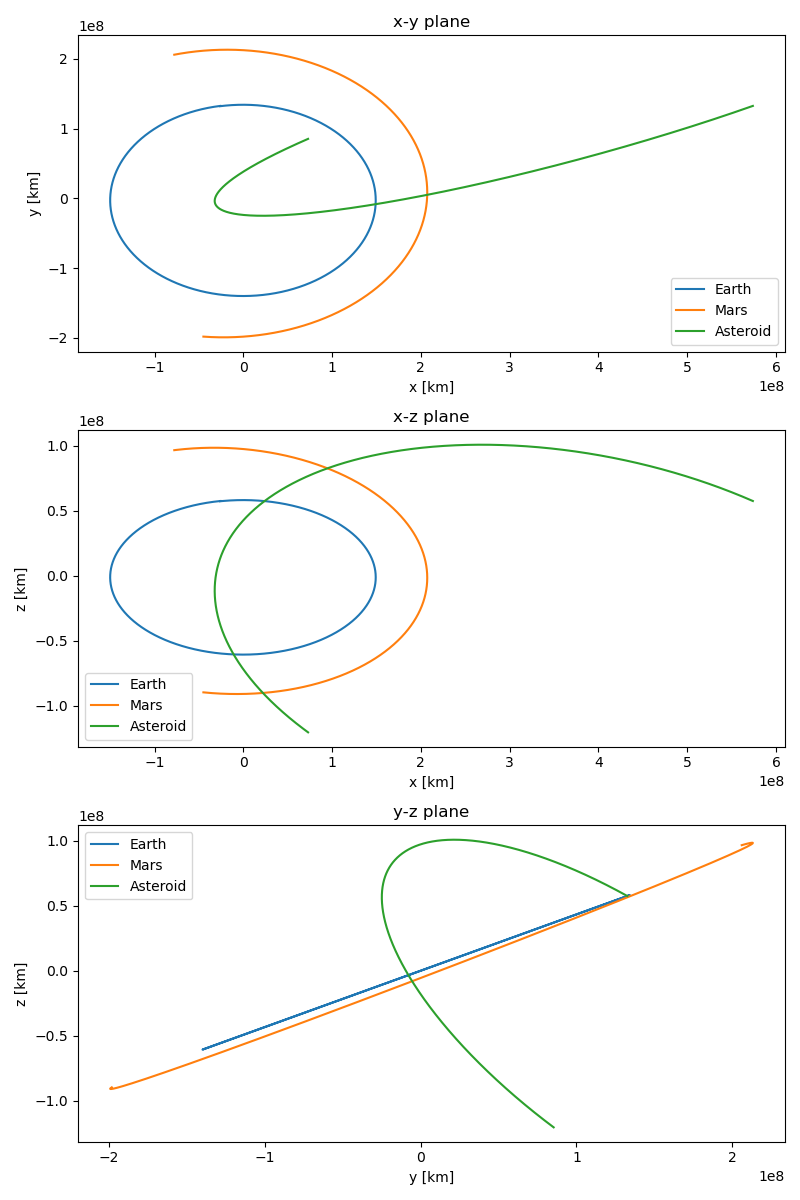 x-y plane
1e8
2
1
0
−1
−2
y [km]
−1 0 1 2 3 4 5 6
x [km]
1e8
Earth
Mars
Asteroid
x-z plane
1e8
1.0
0.5
0.0
−0.5
−1.0
z [km]
Earth
Mars
Asteroid
−1 0 1 2 3 4 5 6
x [km]
1e8
y-z plane
1e8
Earth
Mars
Asteroid
1.0
0.5
0.0
−0.5
−1.0
z [km]
−2 −1 0 1 2
y [km]
1e8